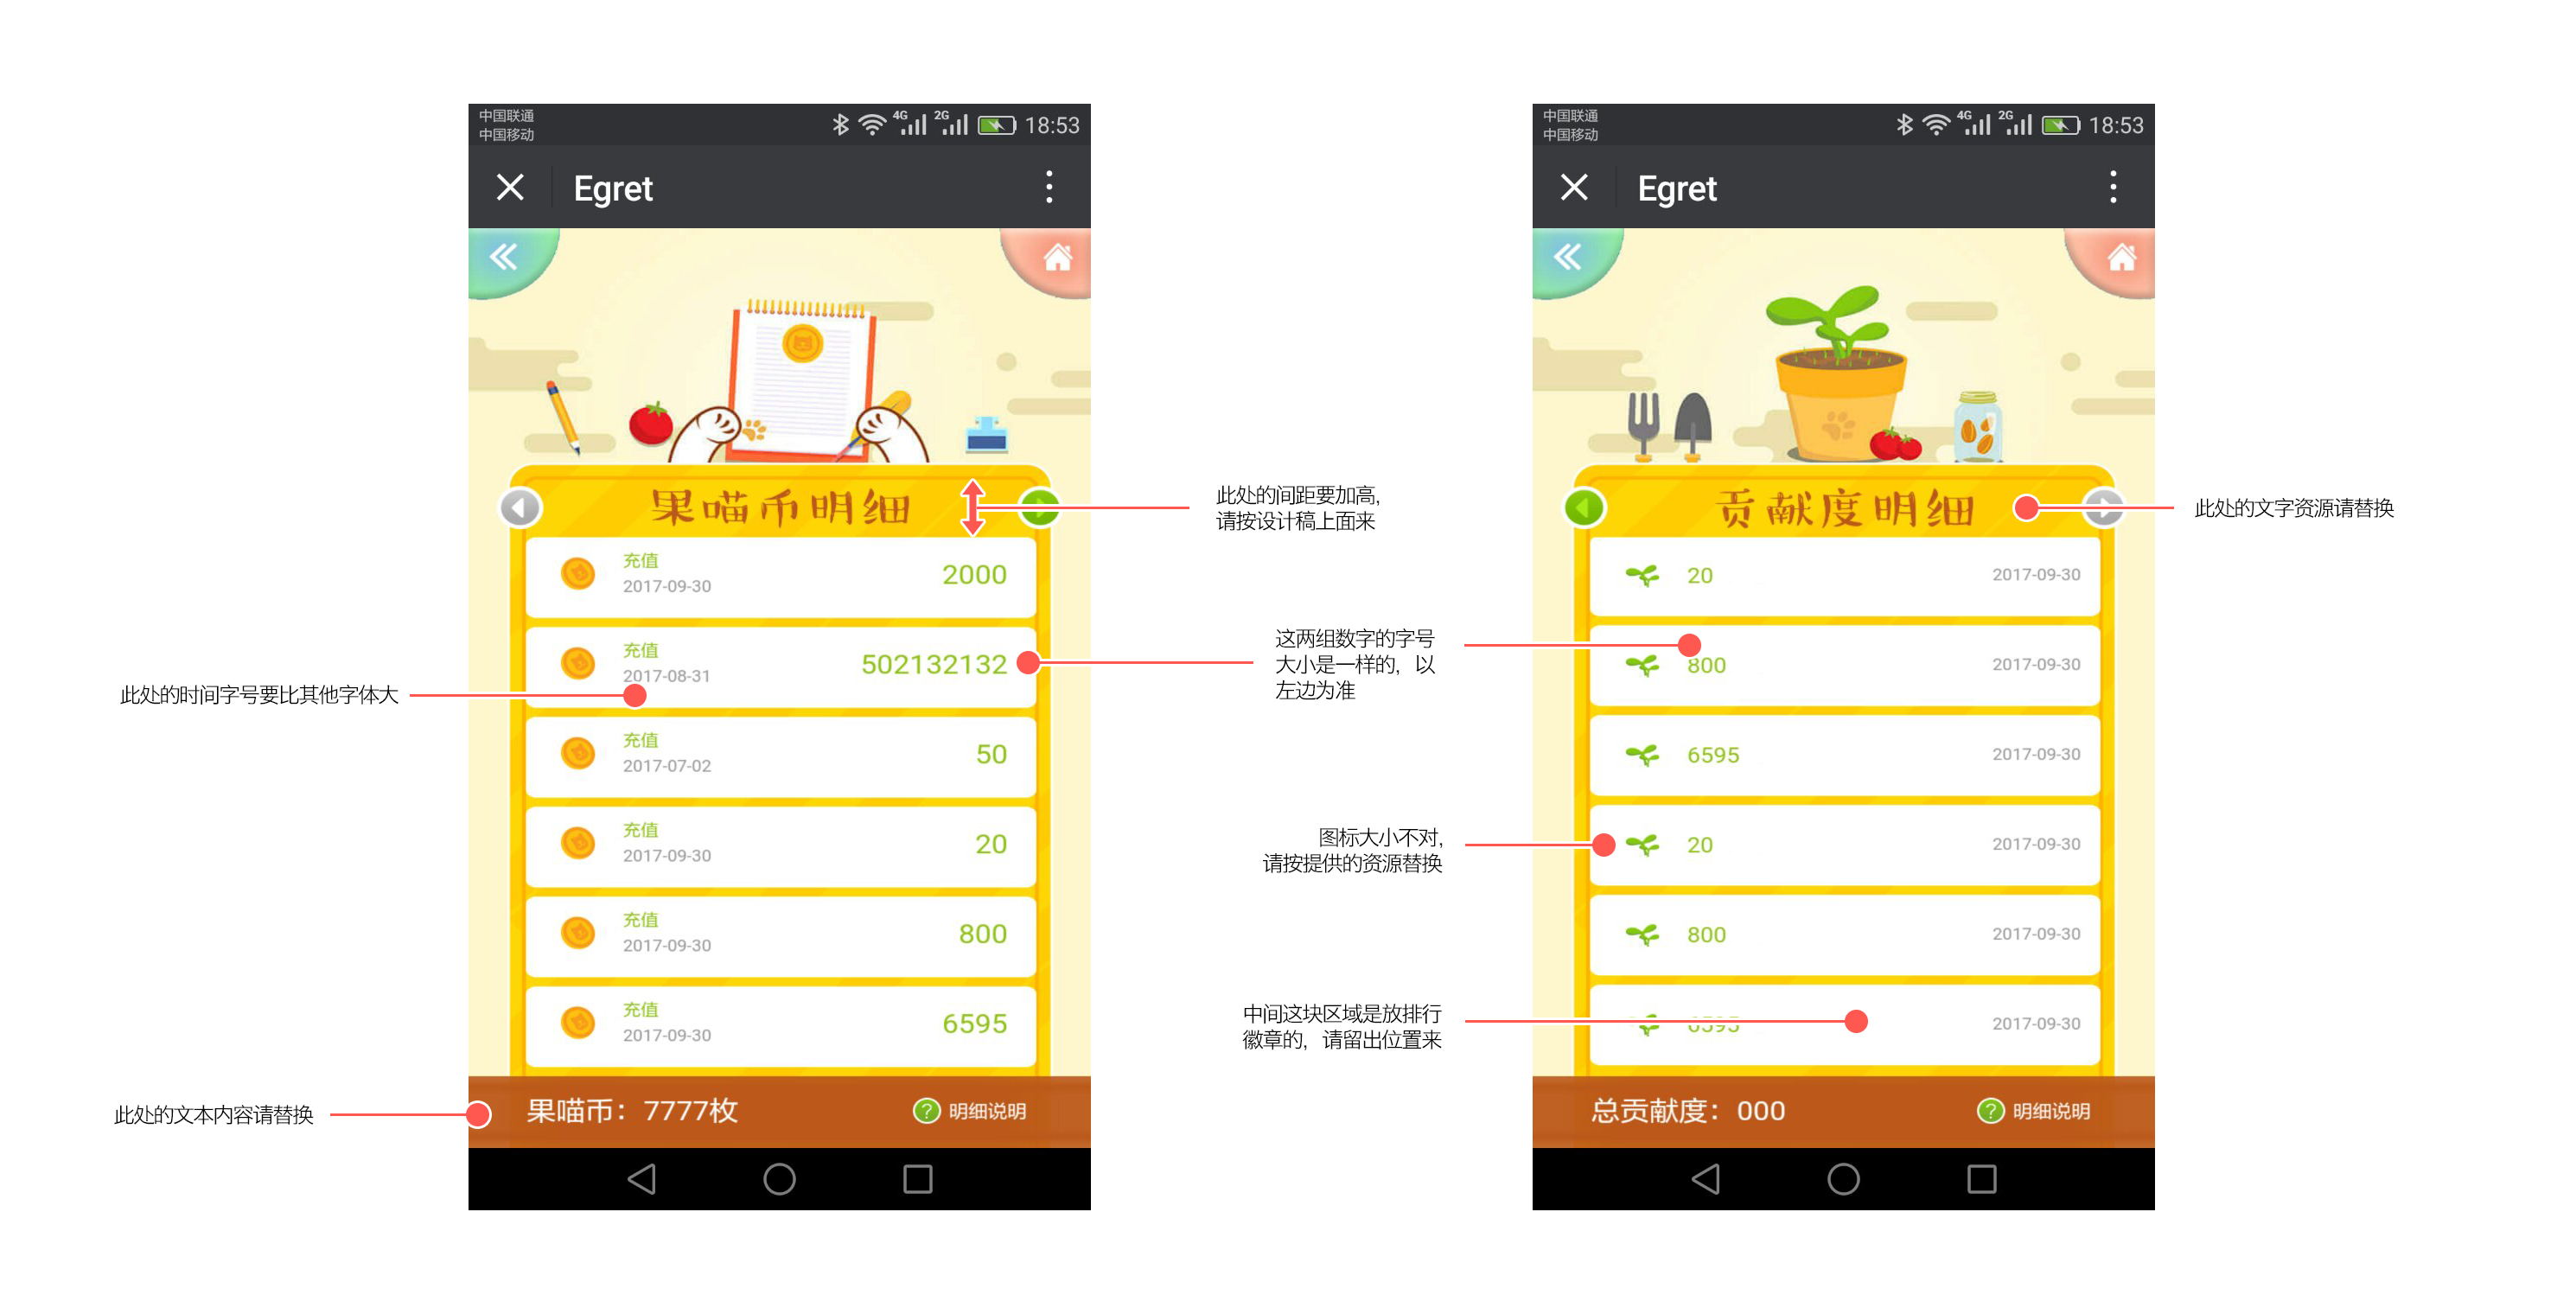 中国联通
中国移动
4G 2G 18:53
Egret
果喵币明细
充值
2017-09-30
2000
充值
2017-08-31
502132132
充值
2017-07-02
50
充值
2017-09-30
20
充值
2017-09-30
800
充值
2017-09-30
6595
果喵币：7777枚
? 明细说明
此处的时间字号要比其他字体大
此处的文本内容请替换
此处的间距要加高,
请按设计稿上面来
这两组数字的字号
大小是一样的，以
左边为准
图标大小不对,
请按提供的资源替换
中间这块区域是放排行
徽章的，请留出位置来
中国联通
中国移动
4G 2G 18:53
Egret
贡献度明细
20 2017-09-30
800 2017-09-30
6595 2017-09-30
20 2017-09-30
800 2017-09-30
6595 2017-09-30
总贡献度：000
? 明细说明
此处的文字资源请替换